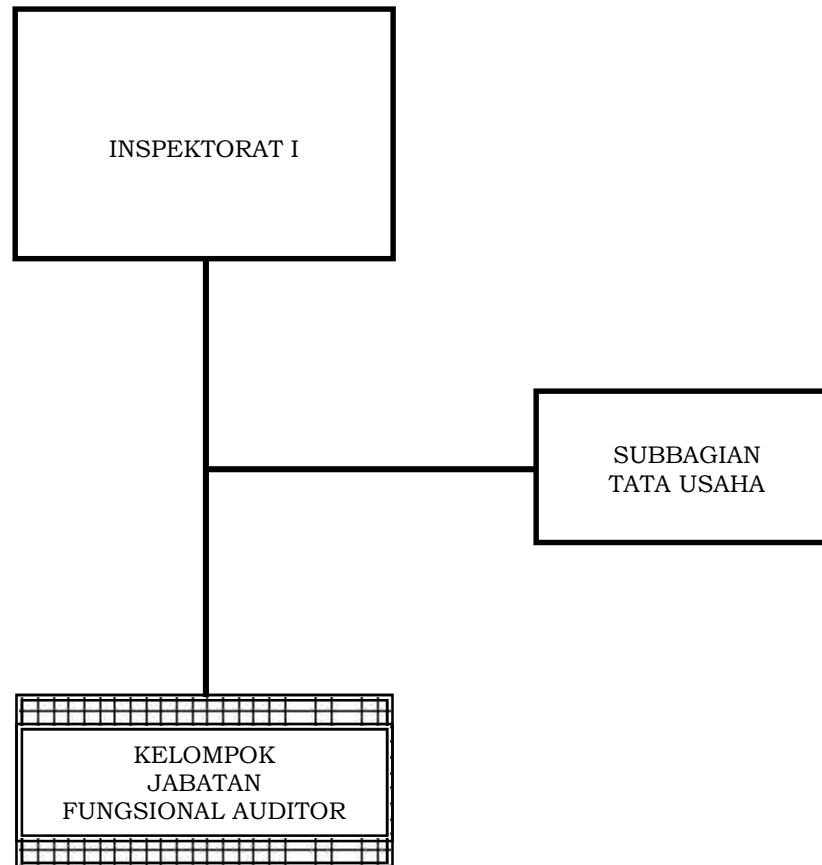 INSPEKTORAT I
SUBBAGIAN
TATA USAHA
KELOMPOK
JABATAN
FUNGSIONAL AUDITOR